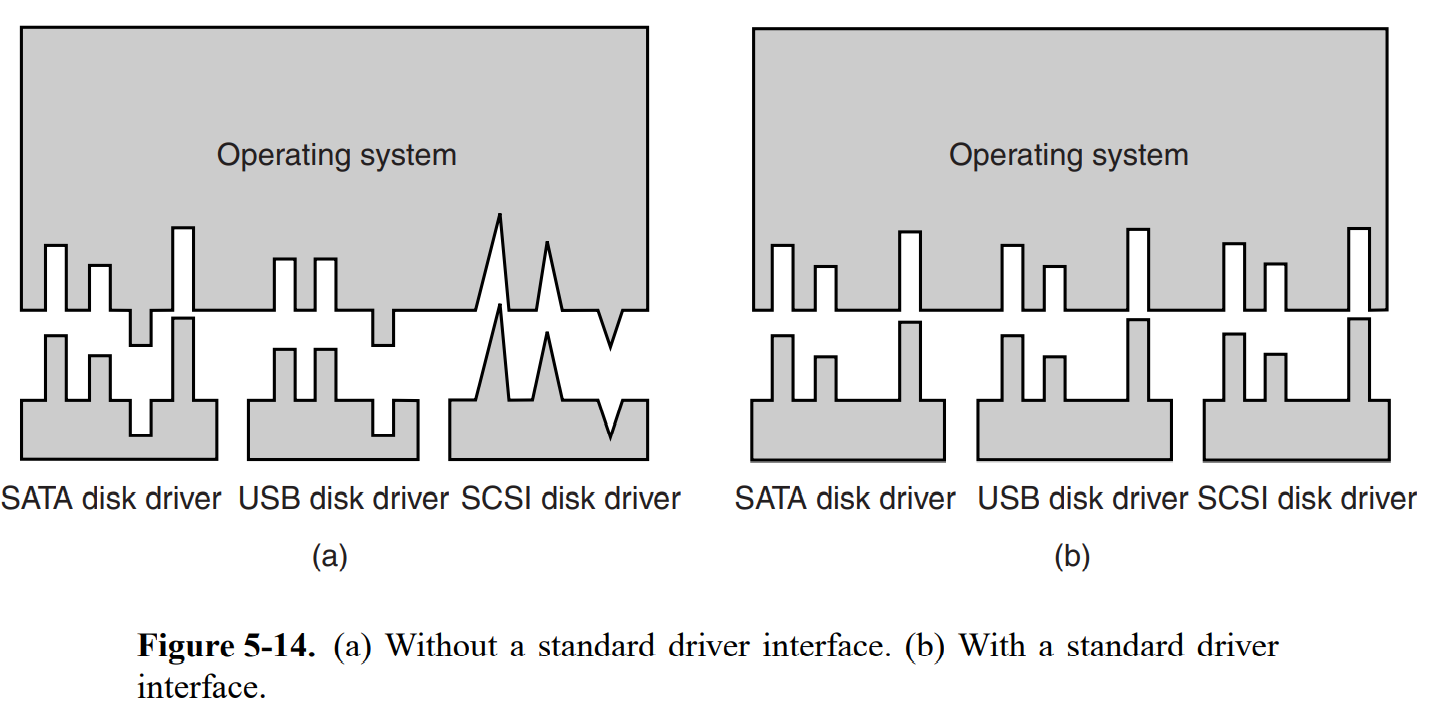 Operating system
Operating system
SATA disk driver USB disk driver SCSI disk driver
SATA disk driver USB disk driver SCSI disk driver
(a)
(b)
Figure 5-14. (a) Without a standard driver interface. (b) With a standard driver
interface.